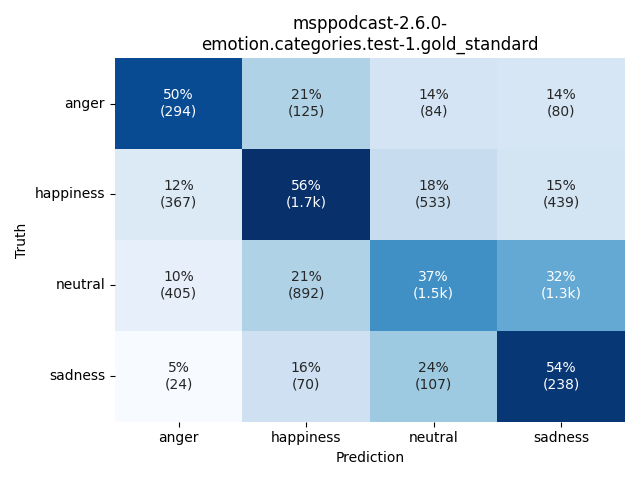 msppodcast-2.6.0-
emotion.categories.test-1.gold_standard
Truth
anger
50%
21%
14%
14%
(294)
(125)
(84)
(80)
happiness
12%
56%
18%
15%
(367)
(1.7k)
(533)
(439)
neutral
10%
21%
37%
32%
(405)
(892)
(1.5k)
(1.3k)
sadness
5%
16%
24%
54%
(24)
(70)
(107)
(238)
anger
happiness
neutral
sadness
Prediction